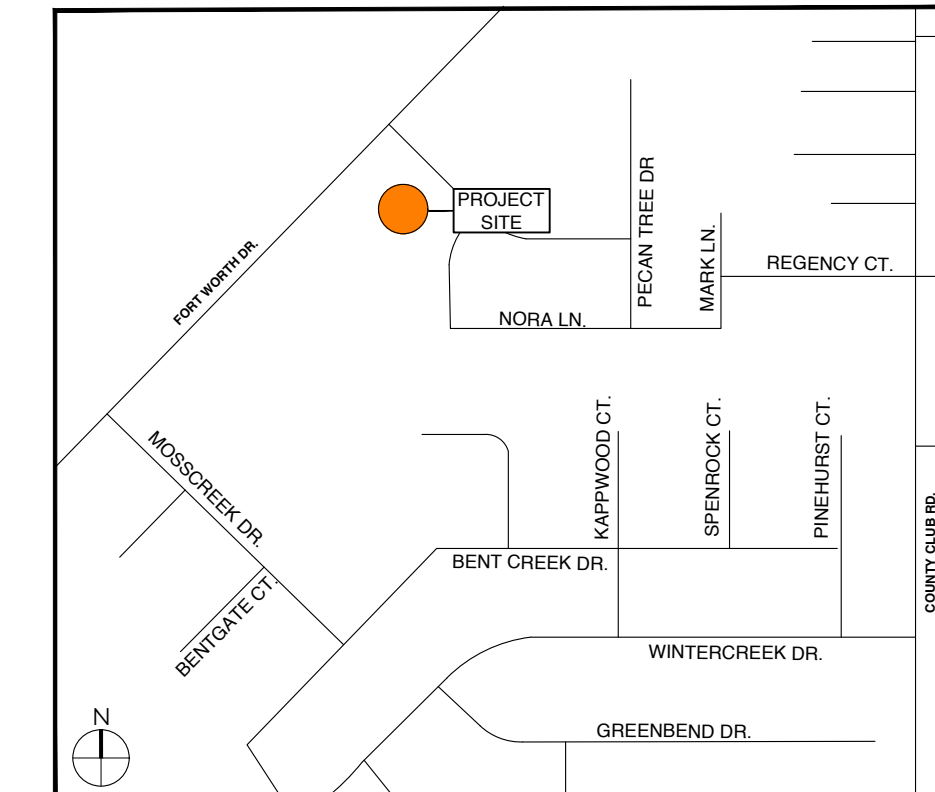 PROJECT
SITE
PECAN TREE DR
MARK LN.
REGENCY CT.
FORT WORTH DR.
NORA LN.
MOSSCREEK DR.
KAPPWOOD CT.
SPENROCK CT.
PINEHURST CT.
COUNTY CLUB RD.
BENT CREEK DR.
BENTGATE CT.
WINTERCREEK DR.
N
GREENBEND DR.